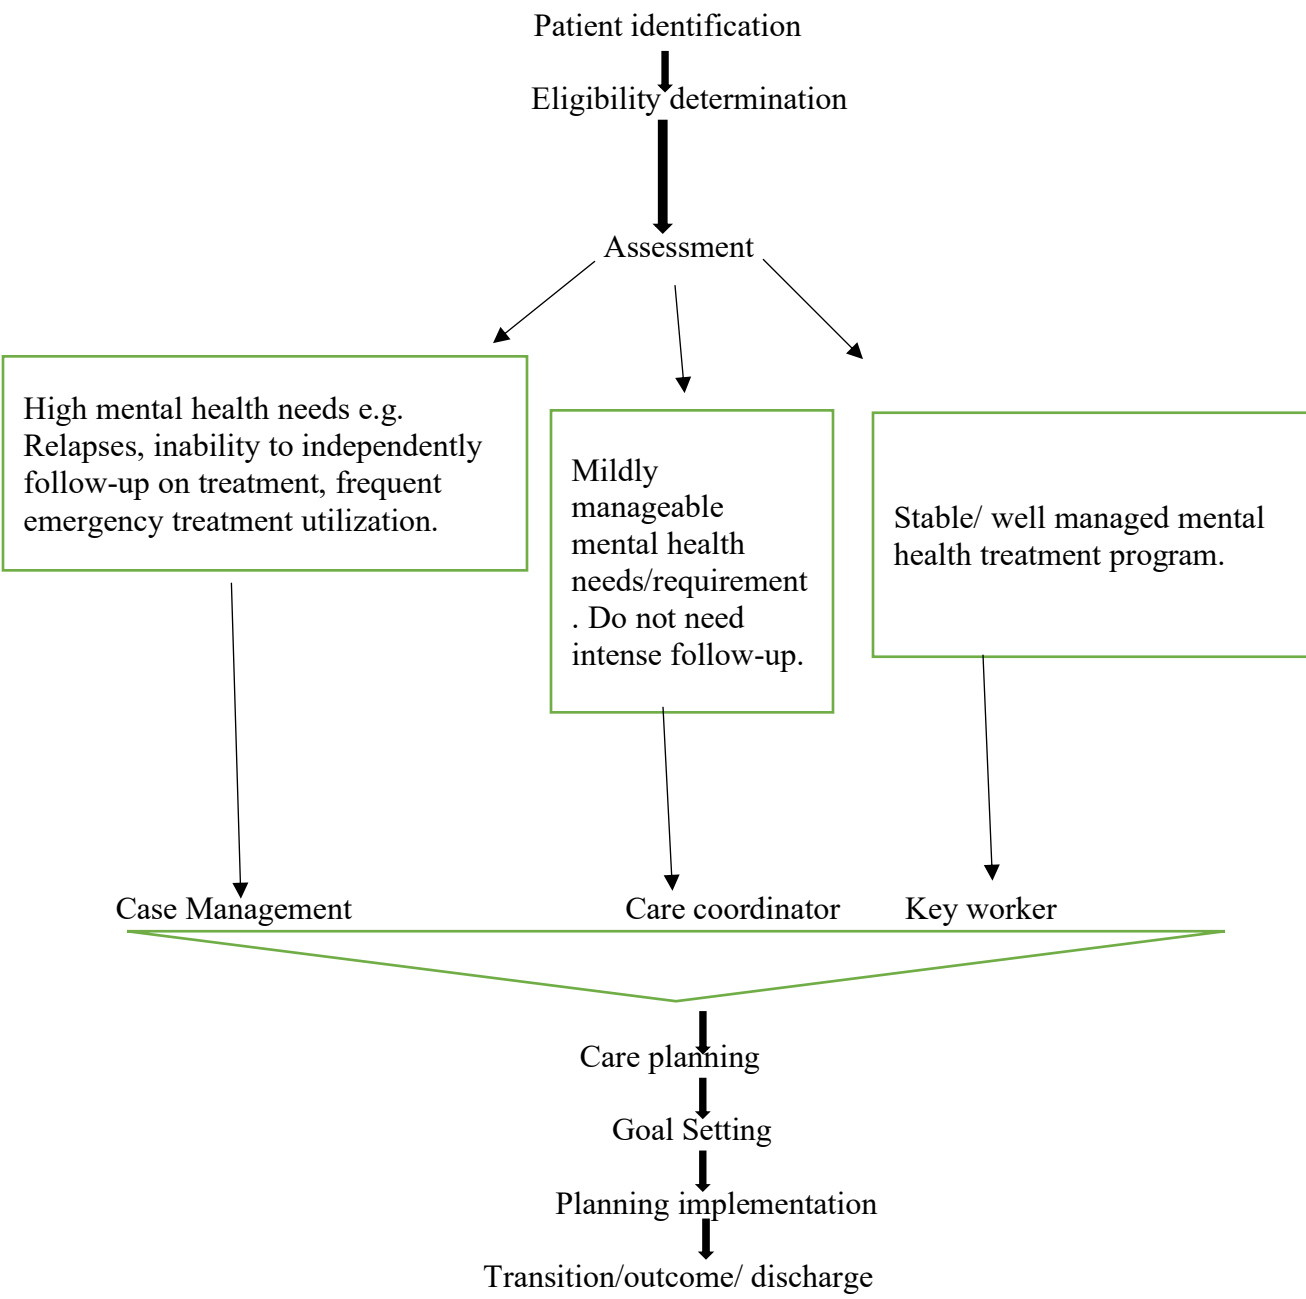 Patient identification
Eligibility determination
Assessment
High mental health needs e.g.
Relapses, inability to independently
follow-up on treatment, frequent
emergency treatment utilization.
Mildly
manageable
mental health
needs/requirement
. Do not need
intense follow-up.
Stable/ well managed mental
health treatment program.
Case Management
Care coordinator
Key worker
Care planning
Goal Setting
Planning implementation
Transition/outcome/ discharge